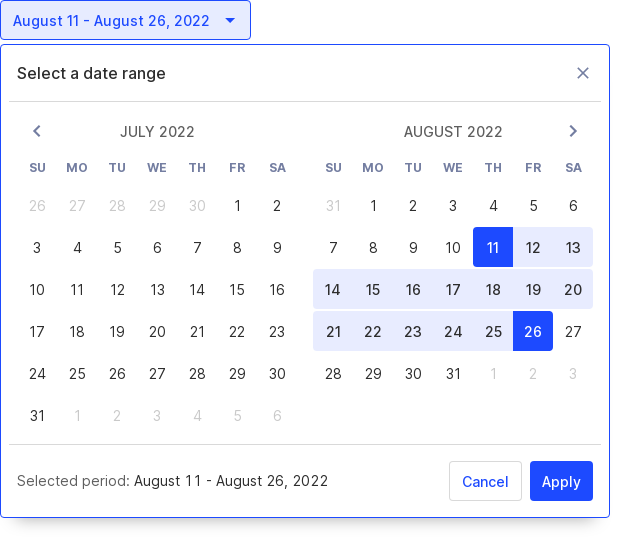 August 11 - August 26, 2022
Select a date range
JULY 2022
SU MO TU WE TH FR SA
26 27 28 29 30 1 2
3 4 5 6 7 8 9
10 11 12 13 14 15 16
17 18 19 20 21 22 23
24 25 26 27 28 29 30
31 1 2 3 4 5 6
AUGUST 2022
SU MO TU WE TH FR SA
31 1 2 3 4 5 6
7 8 9 10 11 12 13
14 15 16 17 18 19 20
21 22 23 24 25 26 27
28 29 30 31 1 2 3
Selected period: August 11 - August 26, 2022
Cancel Apply